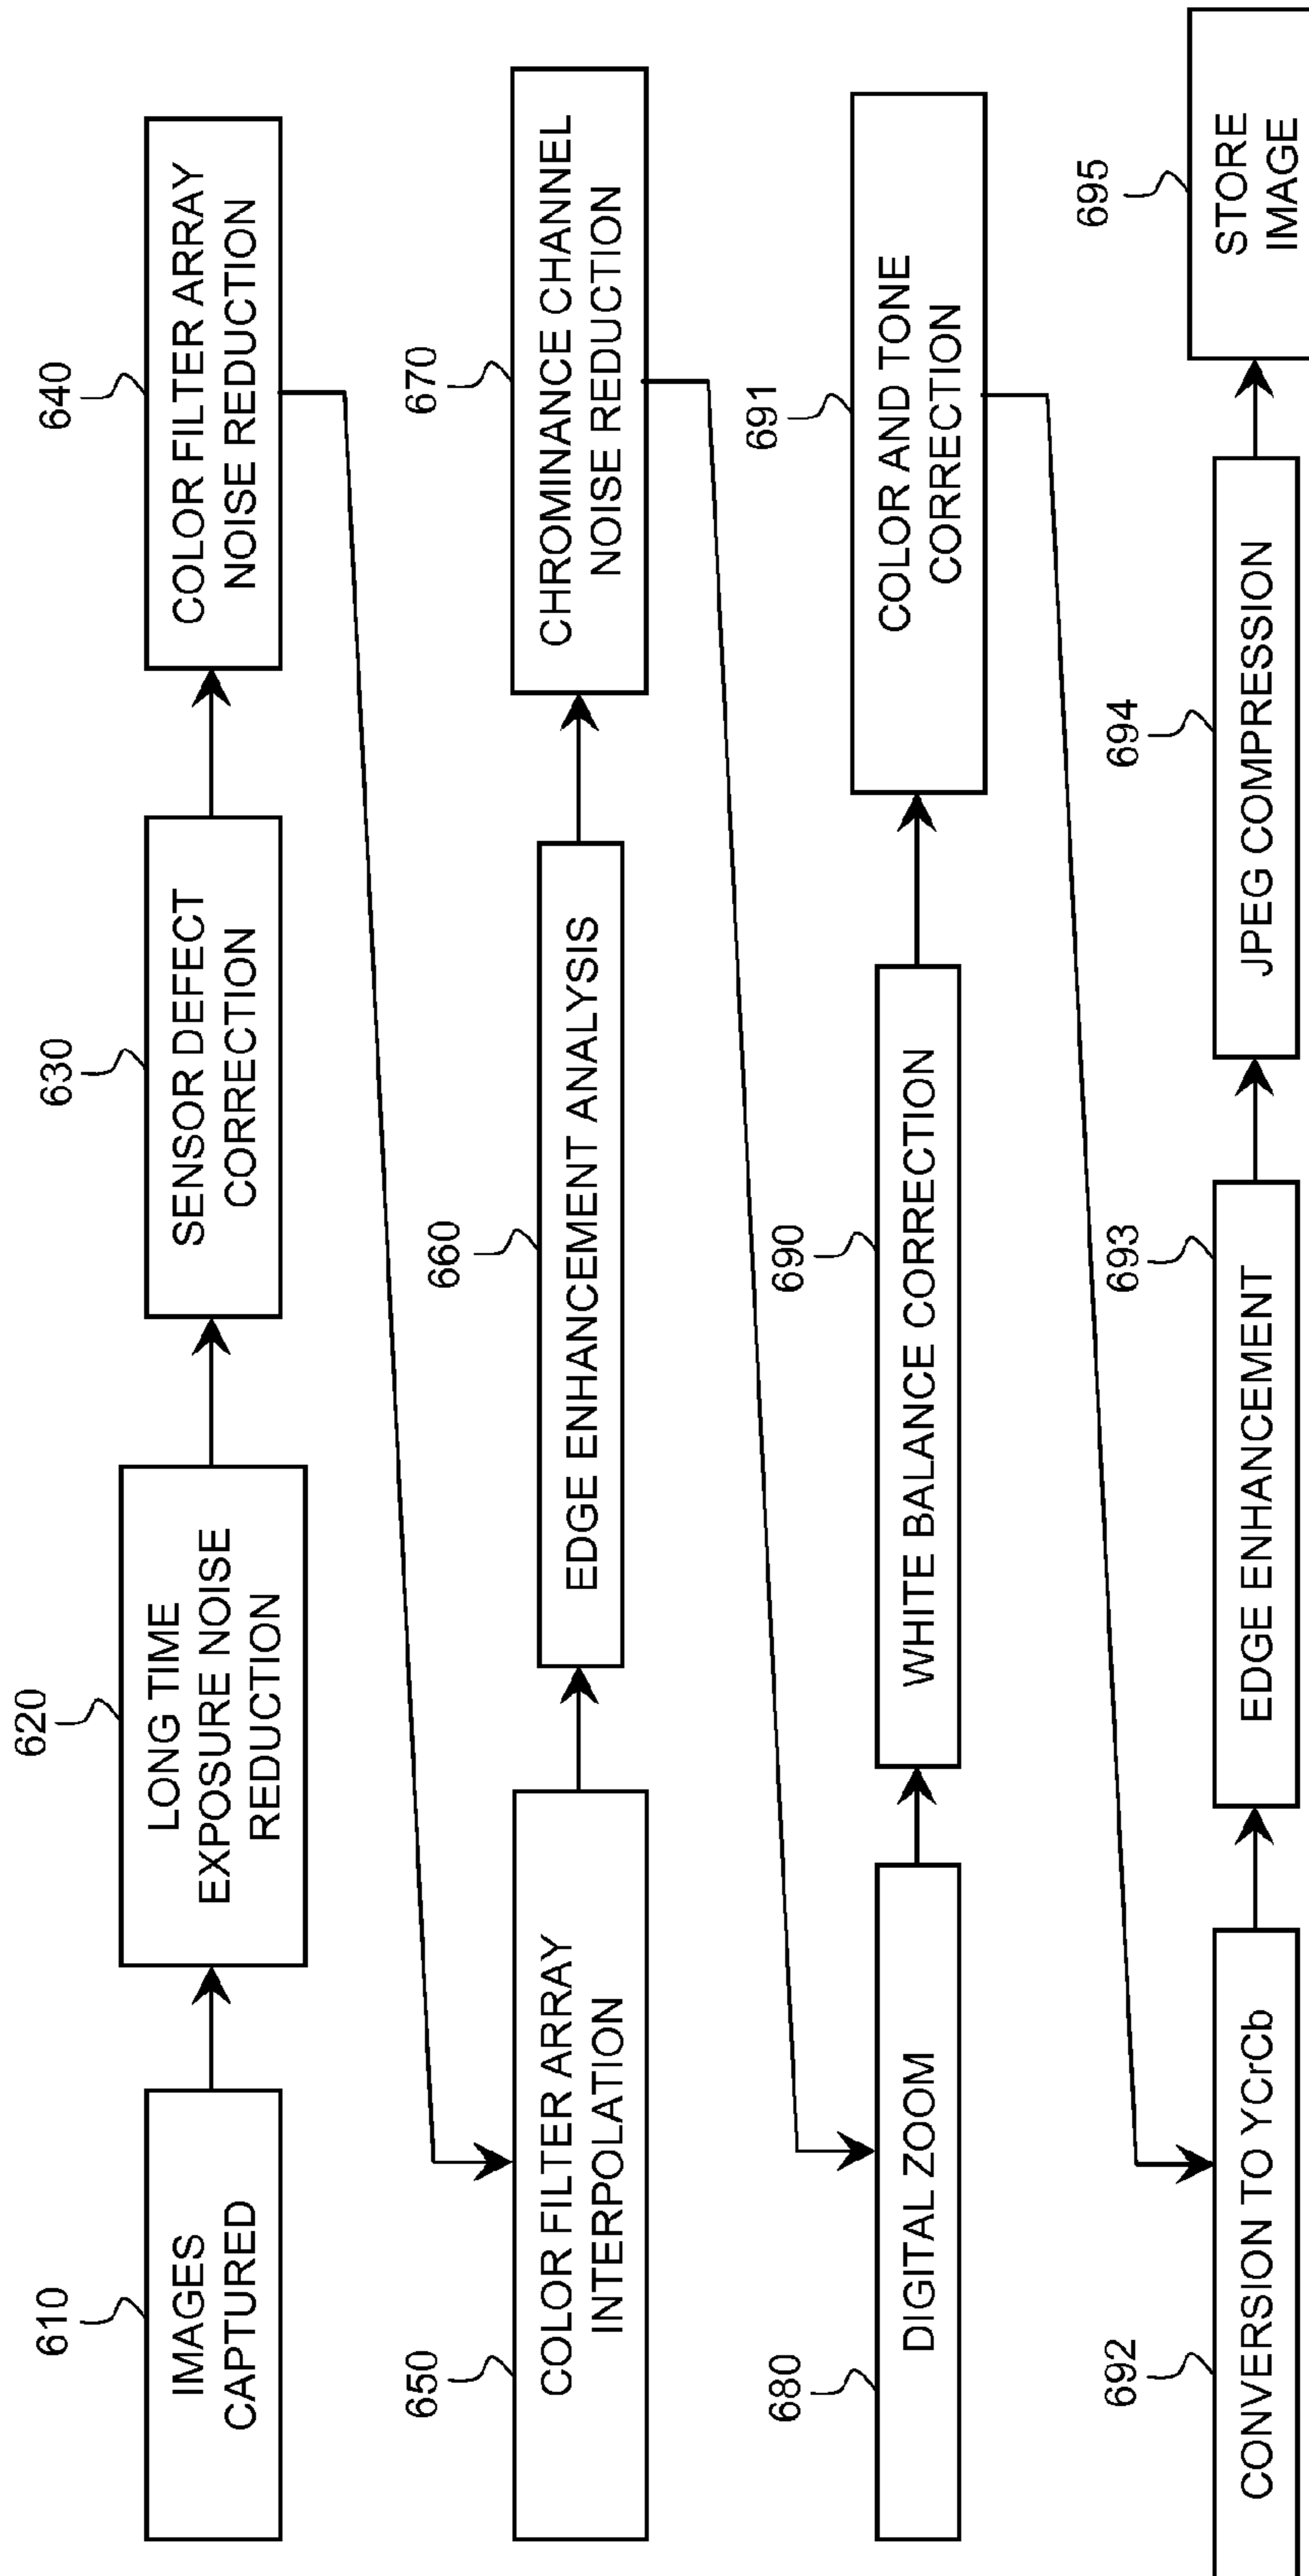 610
IMAGES
CAPTURED
620
LONG TIME
EXPOSURE NOISE
REDUCTION
630
SENSOR DEFECT
CORRECTION
640
COLOR FILTER ARRAY
NOISE REDUCTION
650
COLOR FILTER ARRAY
INTERPOLATION
660
EDGE ENHANCEMENT ANALYSIS
670
CHROMINANCE CHANNEL
NOISE REDUCTION
680
DIGITAL ZOOM
690
WHITE BALANCE CORRECTION
691
COLOR AND TONE
CORRECTION
692
CONVERSION TO YCrCb
693
EDGE ENHANCEMENT
694
JPEG COMPRESSION
695
STORE
IMAGE